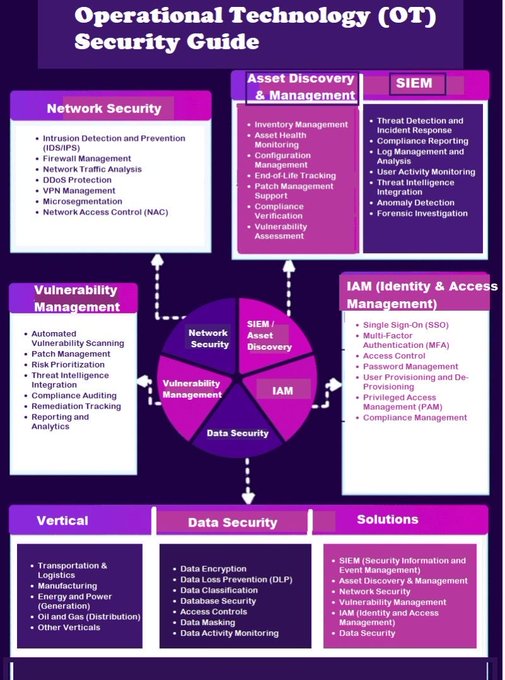 Operational Technology (OT)
Security Guide
Network Security
• Intrusion Detection and Prevention
(IDS/IPS)
• Firewall Management
• Network Traffic Analysis
• DDoS Protection
• VPN Management
• Microsegmentation
• Network Access Control (NAC)
Asset Discovery
& Management
• Inventory Management
• Asset Health
Monitoring
• Configuration
Management
• End-of-Life Tracking
• Patch Management
Support
• Compliance
Verification
• Vulnerability
Assessment
SIEM
• Threat Detection and
Incident Response
• Compliance Reporting
• Log Management and
Analysis
• User Activity Monitoring
• Threat Intelligence
Integration
• Anomaly Detection
• Forensic Investigation
Vulnerability
Management
• Automated
Vulnerability Scanning
• Patch Management
• Risk Prioritization
• Threat Intelligence
Integration
• Compliance Auditing
• Remediation Tracking
• Reporting and
Analytics
Network
Security
SIEM /
Asset
Discovery
Vulnerability
Management
IAM
Data Security
IAM (Identity & Access
Management)
• Single Sign-On (SSO)
• Multi-Factor
Authentication (MFA)
• Access Control
• Password Management
• User Provisioning and De-
Provisioning
• Privileged Access
Management (PAM)
• Compliance Management
Vertical
• Transportation &
Logistics
• Manufacturing
• Energy and Power
(Generation)
• Oil and Gas (Distribution)
• Other Verticals
Data Security
• Data Encryption
• Data Loss Prevention (DLP)
• Data Classification
• Database Security
• Access Controls
• Data Masking
• Data Activity Monitoring
Solutions
• SIEM (Security Information and
Event Management)
• Asset Discovery & Management
• Network Security
• Vulnerability Management
• IAM (Identity and Access
Management)
• Data Security